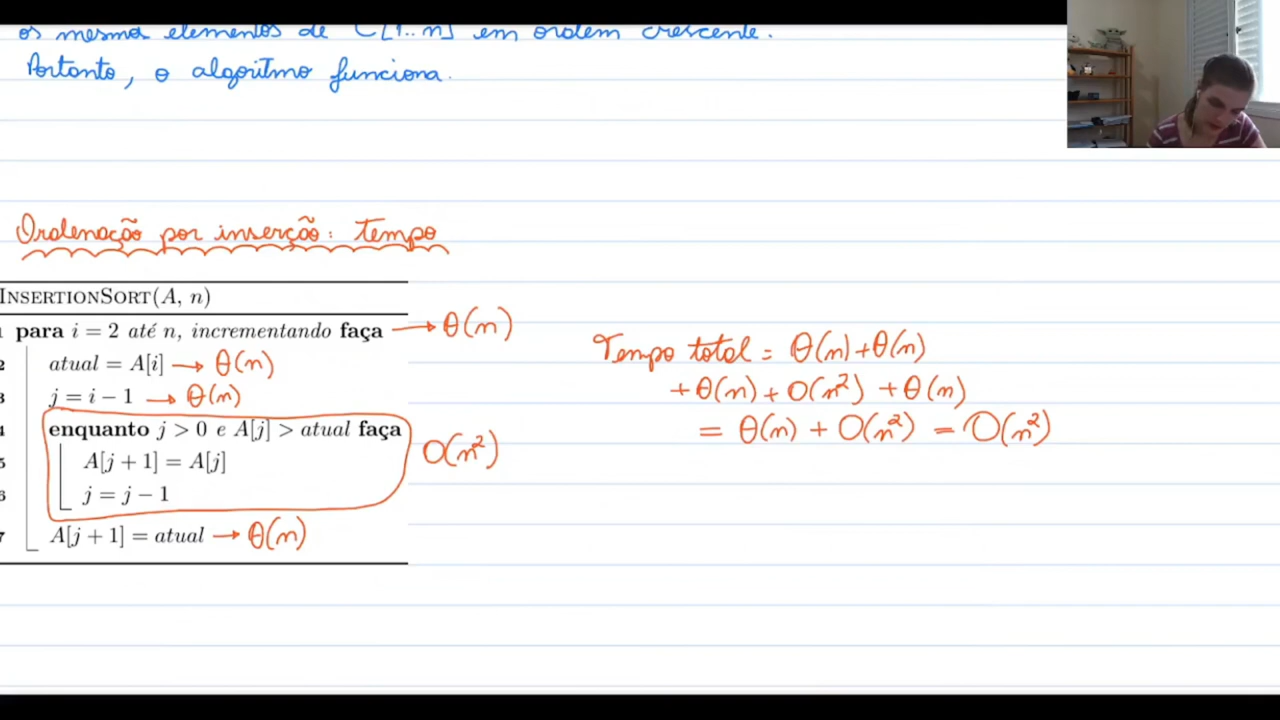 os mesmos elementos de C[1..n] em ordem crescente.
Portanto, o algoritmo funciona.
Ordenação por inserção: tempo
INSERTIONSORT(A, n)
1 para i = 2 até n, incrementando faça → Θ(n)
2 atual = A[i] → Θ(n)
3 j = i − 1 → Θ(n)
4 enquanto j > 0 e A[j] > atual faça
5 A[j + 1] = A[j]
O(n²)
6 j = j − 1
7 A[j + 1] = atual → Θ(n)
Tempo total = Θ(n)+Θ(n)
+Θ(n)+O(n²)+Θ(n)
= Θ(n) + O(n²) = O(n²)